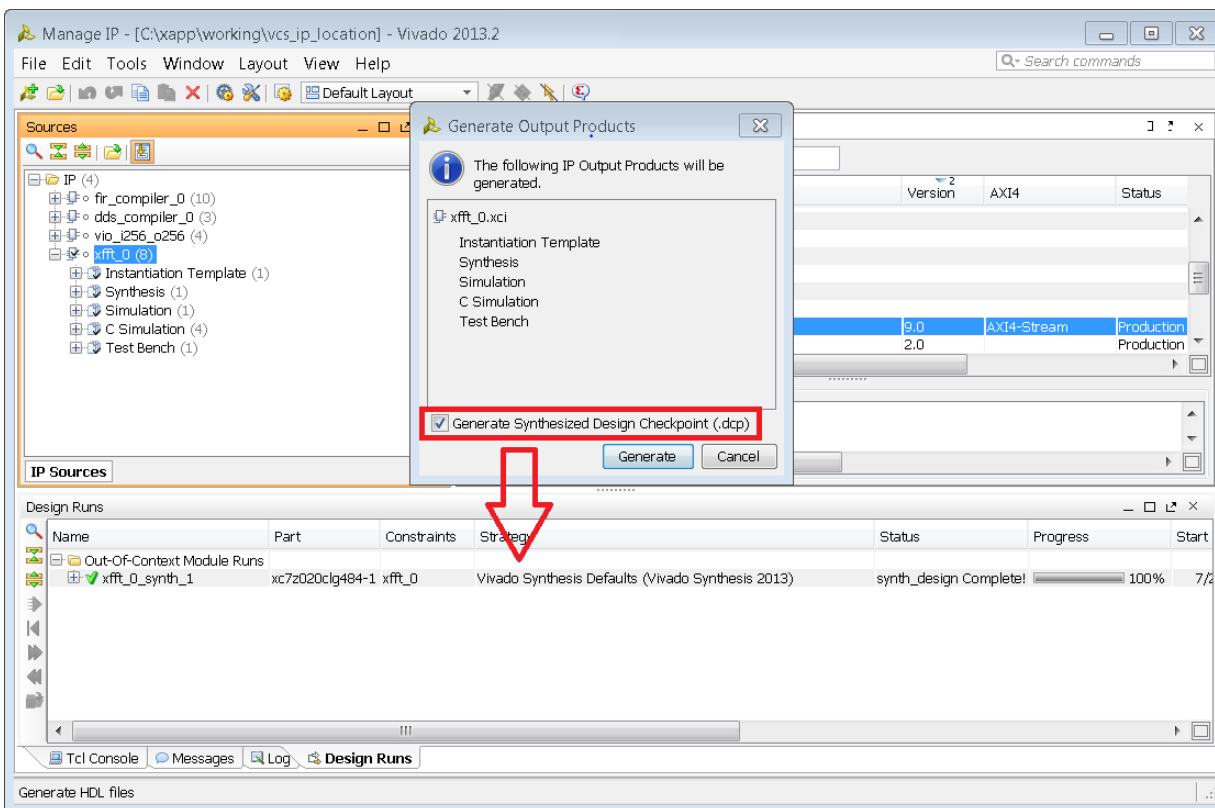 Manage IP - [C:\xapp\working\vcs_ip_location] - Vivado 2013.2
File Edit Tools Window Layout View Help
Search commands
Default Layout
Sources
IP (4)
fir_compiler_0 (10)
dds_compiler_0 (3)
vio_i256_o256 (4)
xfft_0 (8)
Instantiation Template (1)
Synthesis (1)
Simulation (1)
C Simulation (4)
Test Bench (1)
IP Sources
Generate Output Products
The following IP Output Products will be
generated.
xfft_0.xci
Instantiation Template
Synthesis
Simulation
C Simulation
Test Bench
Generate Synthesized Design Checkpoint (.dcp)
Generate Cancel
2
Version AXI4 Status
9.0 AXI4-Stream Production
2.0 Production
Design Runs
Name Part Constraints Strategy Status Progress Start
Out-Of-Context Module Runs
xfft_0_synth_1 xc7z020clg484-1 xfft_0 Vivado Synthesis Defaults (Vivado Synthesis 2013) synth_design Complete! 100% 7/2
Tcl Console Messages Log Design Runs
Generate HDL files